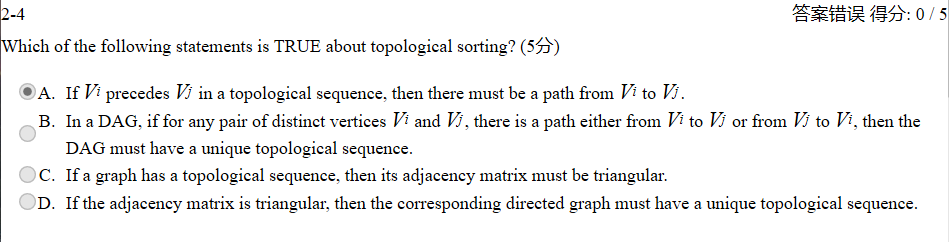 2-4 答案错误 得分: 0 / 5
Which of the following statements is TRUE about topological sorting? (5分)
A. If Vi precedes Vj in a topological sequence, then there must be a path from Vi to Vj.
B. In a DAG, if for any pair of distinct vertices Vi and Vj, there is a path either from Vi to Vj or from Vj to Vi, then the
DAG must have a unique topological sequence.
C. If a graph has a topological sequence, then its adjacency matrix must be triangular.
D. If the adjacency matrix is triangular, then the corresponding directed graph must have a unique topological sequence.